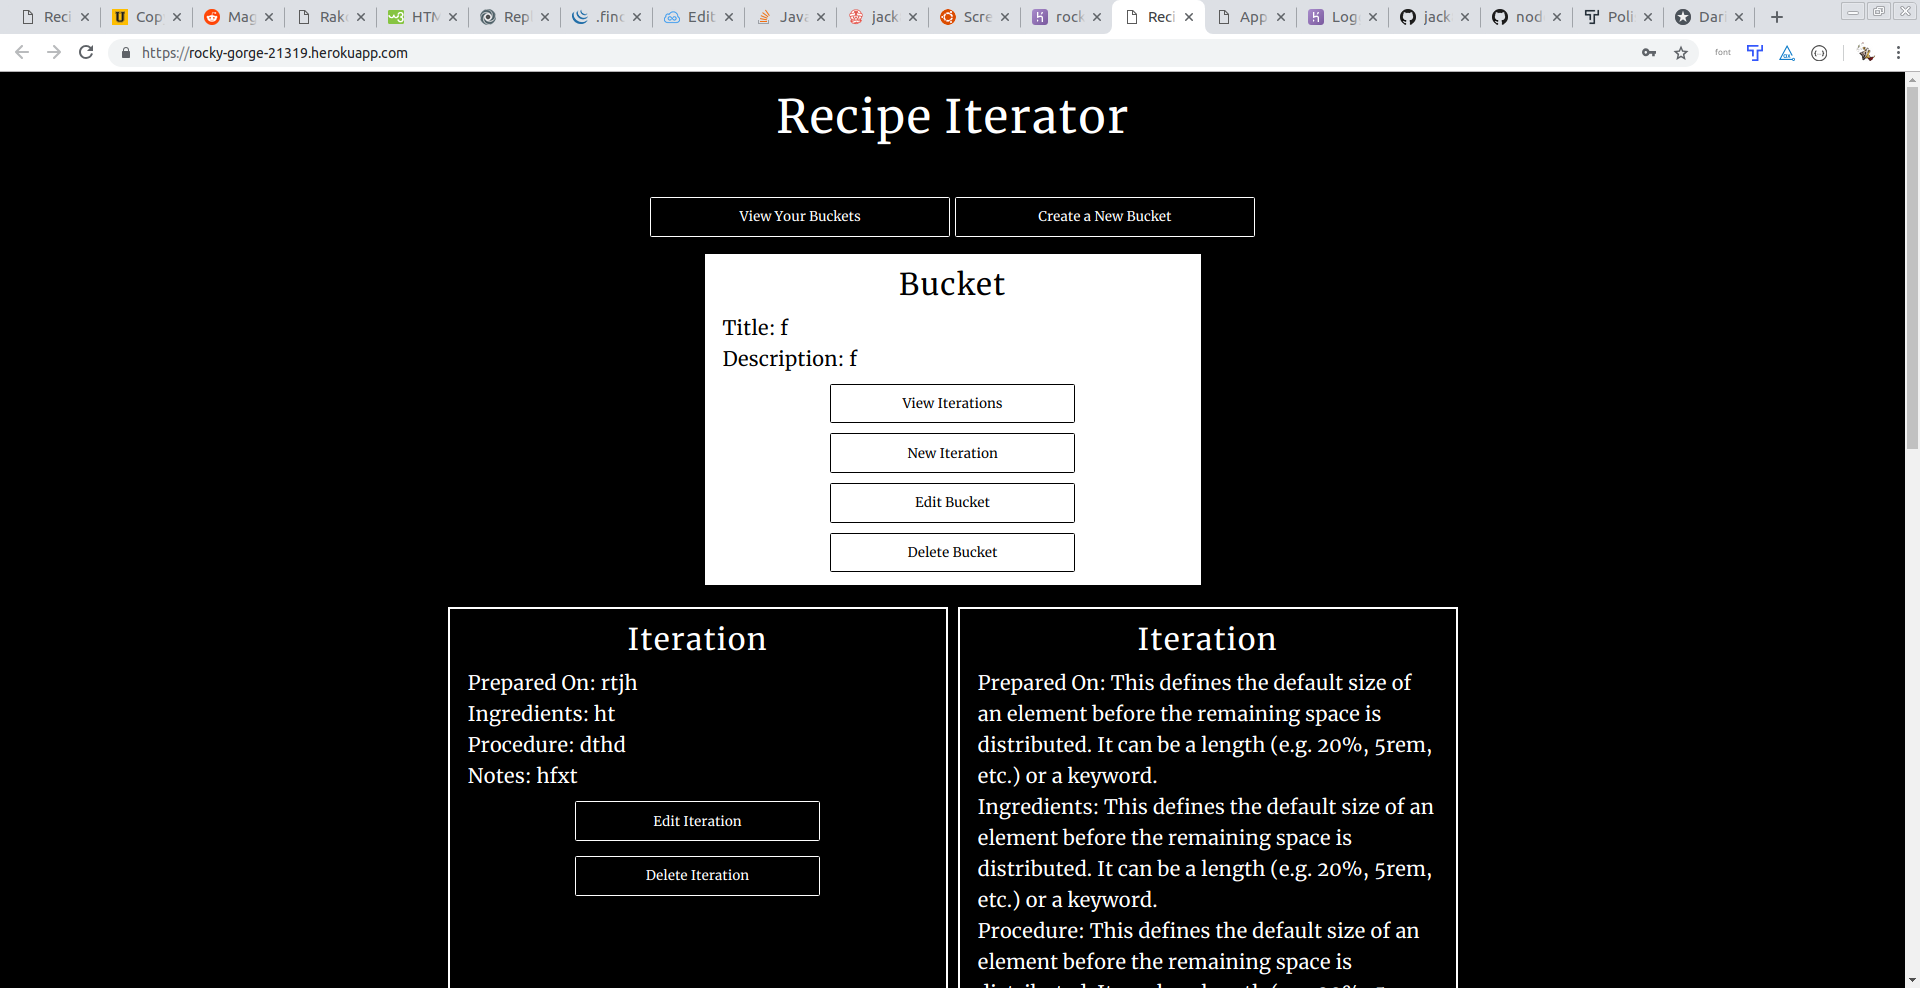 Reci
Cop
Mag
Rak
HTM
Repl
.find
Edit
Java
jack
Scre
rock
Reci
App
Log
jack
nod
Poli
Dari
https://rocky-gorge-21319.herokuapp.com
font
Recipe Iterator
View Your Buckets
Create a New Bucket
Bucket
Title: f
Description: f
View Iterations
New Iteration
Edit Bucket
Delete Bucket
Iteration
Prepared On: rtjh
Ingredients: ht
Procedure: dthd
Notes: hfxt
Edit Iteration
Delete Iteration
Iteration
Prepared On: This defines the default size of
an element before the remaining space is
distributed. It can be a length (e.g. 20%, 5rem,
etc.) or a keyword.
Ingredients: This defines the default size of an
element before the remaining space is
distributed. It can be a length (e.g. 20%, 5rem,
etc.) or a keyword.
Procedure: This defines the default size of an
element before the remaining space is